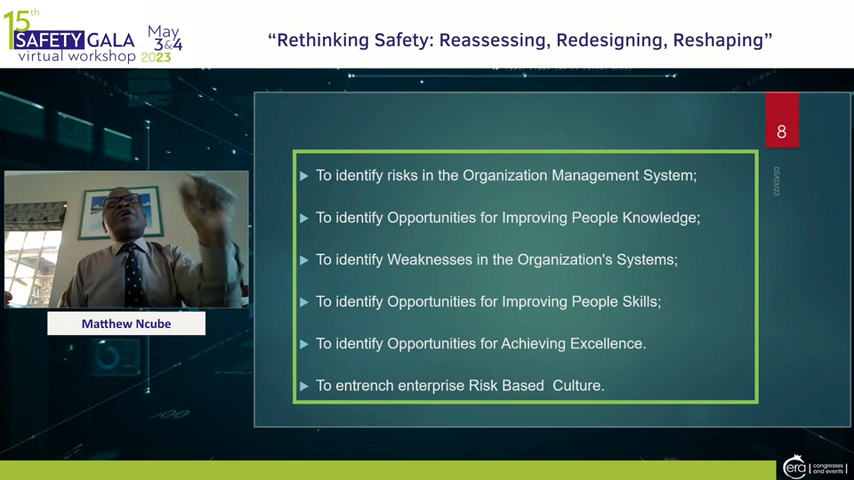 15th
SAFETY GALA
virtual workshop
May
3&4
2023
“Rethinking Safety: Reassessing, Redesigning, Reshaping”
8
03/03/23
To identify risks in the Organization Management System;
To identify Opportunities for Improving People Knowledge;
To identify Weaknesses in the Organization's Systems;
To identify Opportunities for Improving People Skills;
To identify Opportunities for Achieving Excellence.
To entrench enterprise Risk Based Culture.
Matthew Ncube
era
congresses
and events